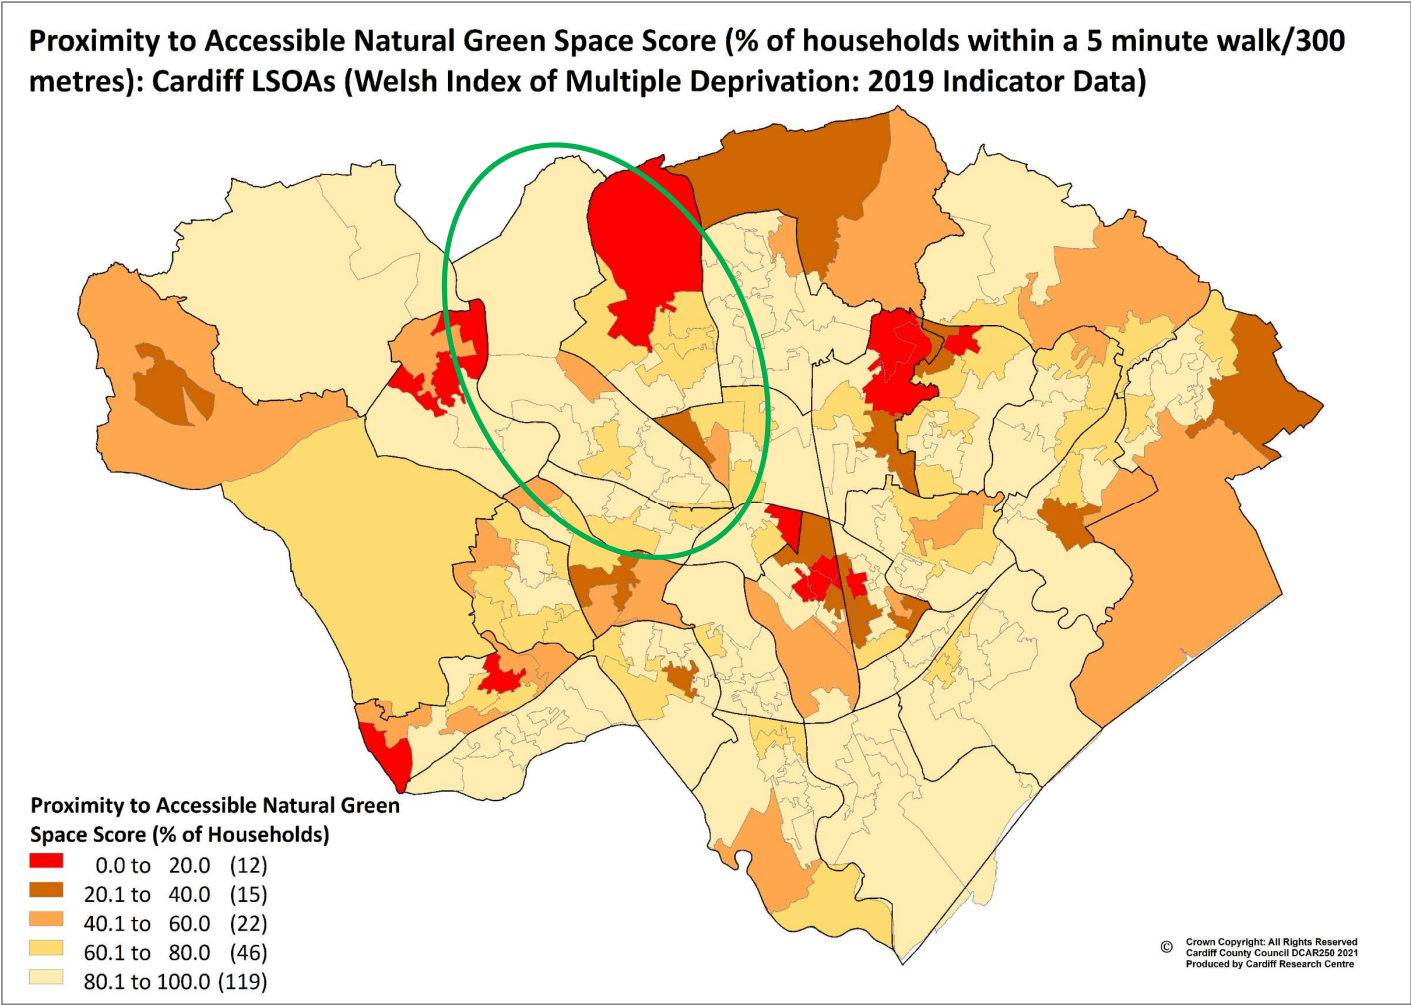 Proximity to Accessible Natural Green Space Score (% of households within a 5 minute walk/300
metres): Cardiff LSOAs (Welsh Index of Multiple Deprivation: 2019 Indicator Data)
Proximity to Accessible Natural Green
Space Score (% of Households)
0.0 to 20.0 (12)
20.1 to 40.0 (15)
40.1 to 60.0 (22)
60.1 to 80.0 (46)
80.1 to 100.0 (119)
© Crown Copyright: All Rights Reserved
Cardiff County Council DCAR250 2021
Produced by Cardiff Research Centre